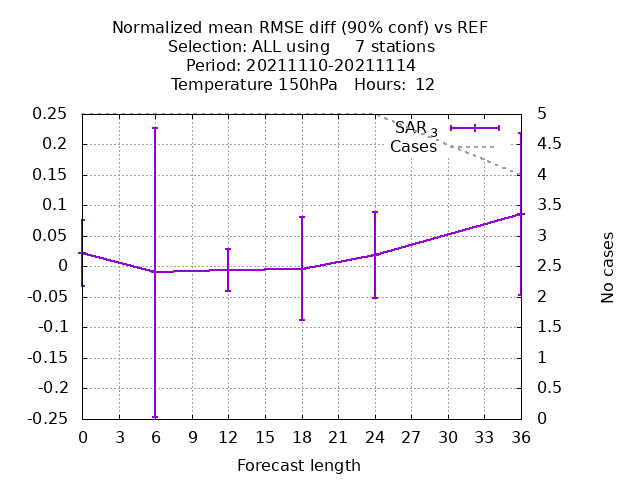 Normalized mean RMSE diff (90% conf) vs REF
Selection: ALL using     7 stations
Period: 20211110-20211114
Temperature 150hPa   Hours:  12
0.25
0.2
0.15
0.1
0.05
0
-0.05
-0.1
-0.15
-0.2
-0.25
SAR 3
Cases
5
4.5
4
3.5
3
2.5
2
1.5
1
0.5
0
No cases
0 3 6 9 12 15 18 21 24 27 30 33 36
Forecast length